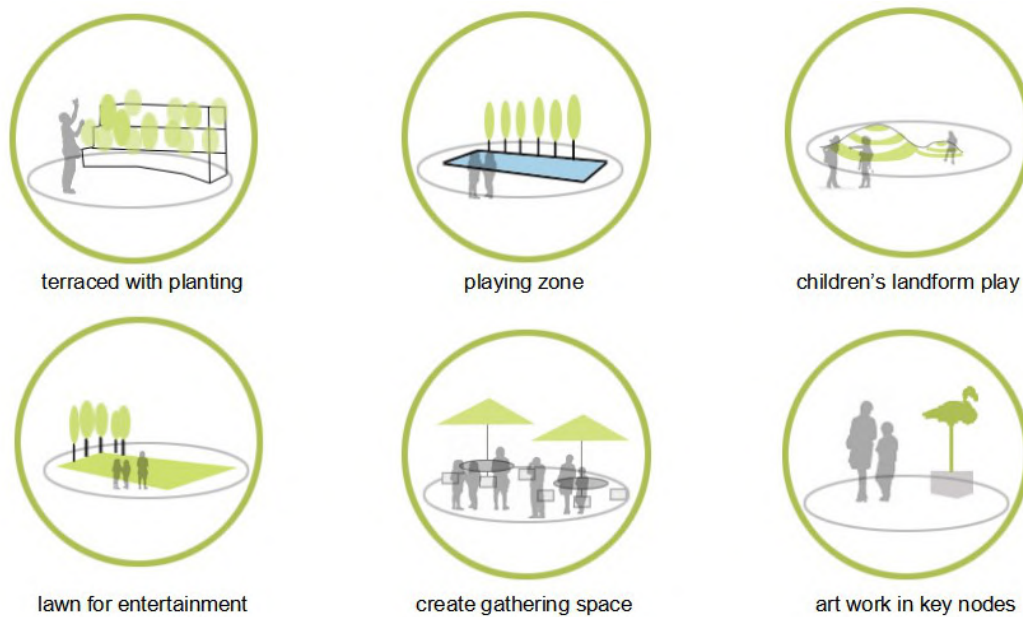 terraced with planting
playing zone
children's landform play
lawn for entertainment
create gathering space
art work in key nodes